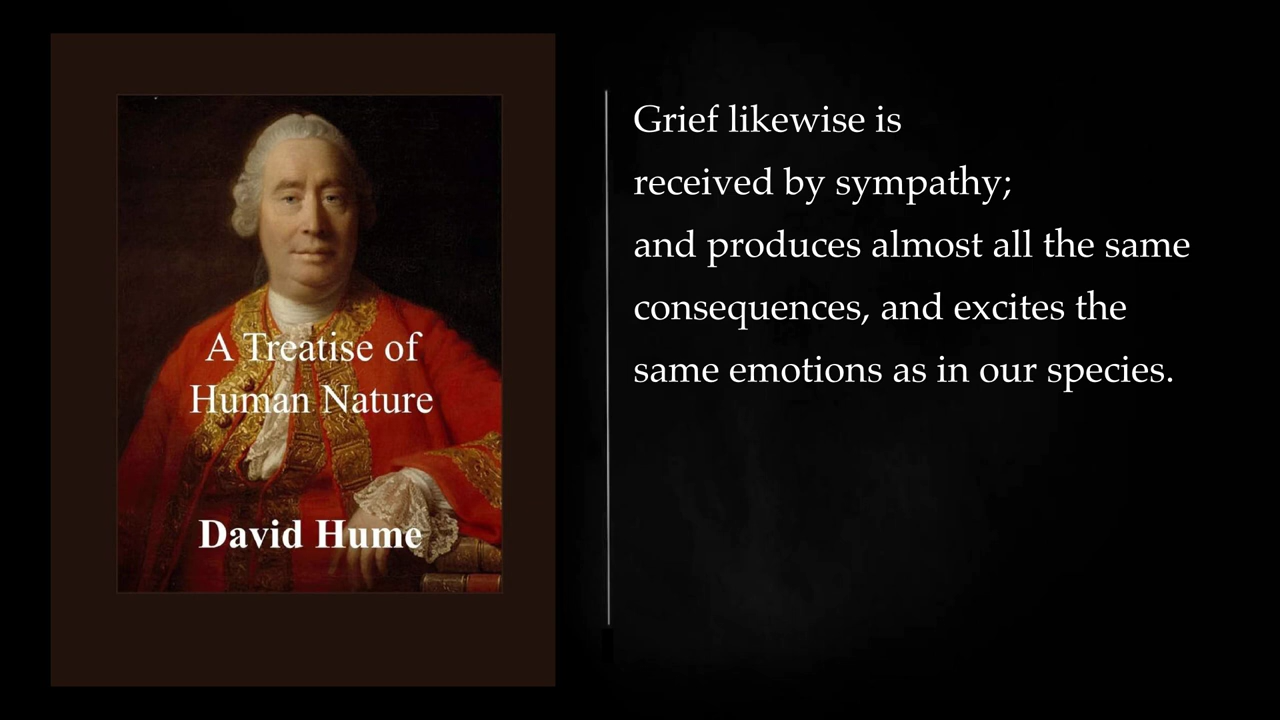 A Treatise of
Human Nature
David Hume
Grief likewise is
received by sympathy;
and produces almost all the same
consequences, and excites the
same emotions as in our species.